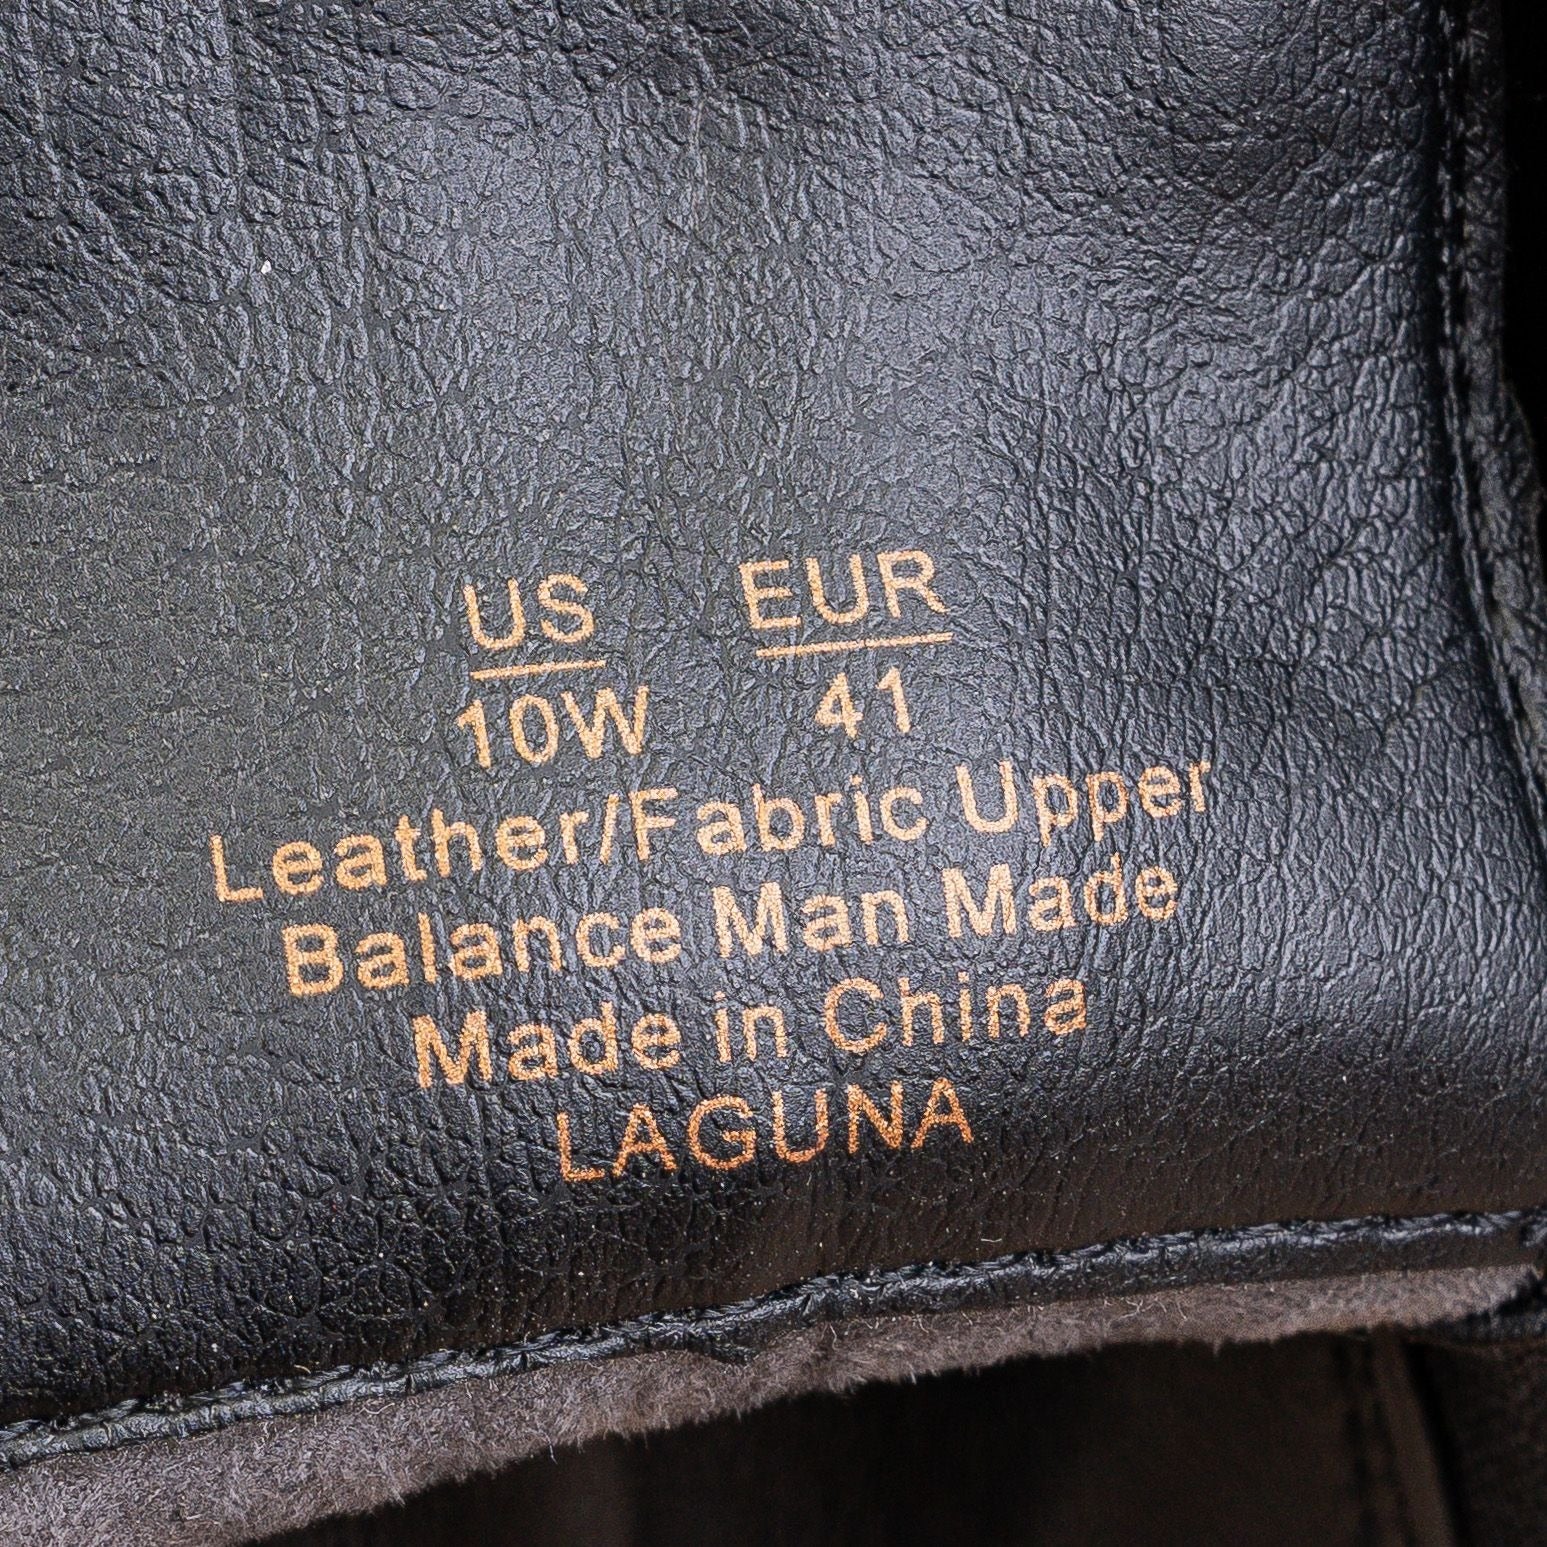 US EUR
10W 41
Leather/Fabric Upper
Balance Man Made
Made in China
LAGUNA